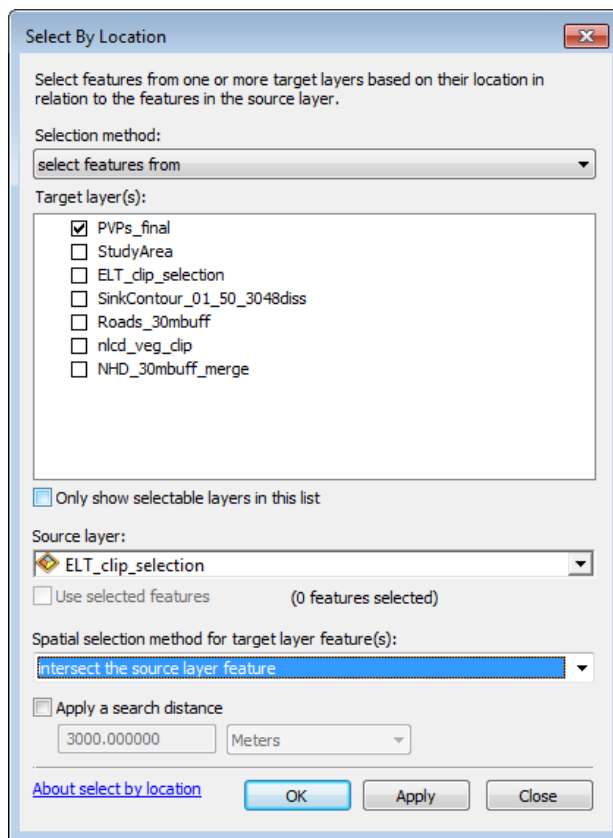 Select By Location
Select features from one or more target layers based on their location in
relation to the features in the source layer.
Selection method:
select features from
Target layer(s):
PVPs_final
StudyArea
ELT_clip_selection
SinkContour_01_50_3048diss
Roads_30mbuff
nlcd_veg_clip
NHD_30mbuff_merge
Only show selectable layers in this list
Source layer:
ELT_clip_selection
Use selected features (0 features selected)
Spatial selection method for target layer feature(s):
intersect the source layer feature
Apply a search distance
3000.000000 Meters
About select by location OK Apply Close